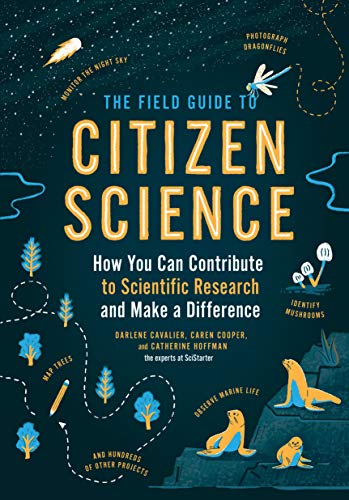 MONITOR THE NIGHT SKY
PHOTOGRAPH
DRAGONFLIES
THE FIELD GUIDE TO
CITIZEN
SCIENCE
How You Can Contribute
to Scientific Research
and Make a Difference
DARLENE CAVALIER, CAREN COOPER,
and CATHERINE HOFFMAN
the experts at SciStarter
IDENTIFY
MUSHROOMS
MAP TREES
OBSERVE MARINE LIFE
AND HUNDREDS
OF OTHER PROJECTS